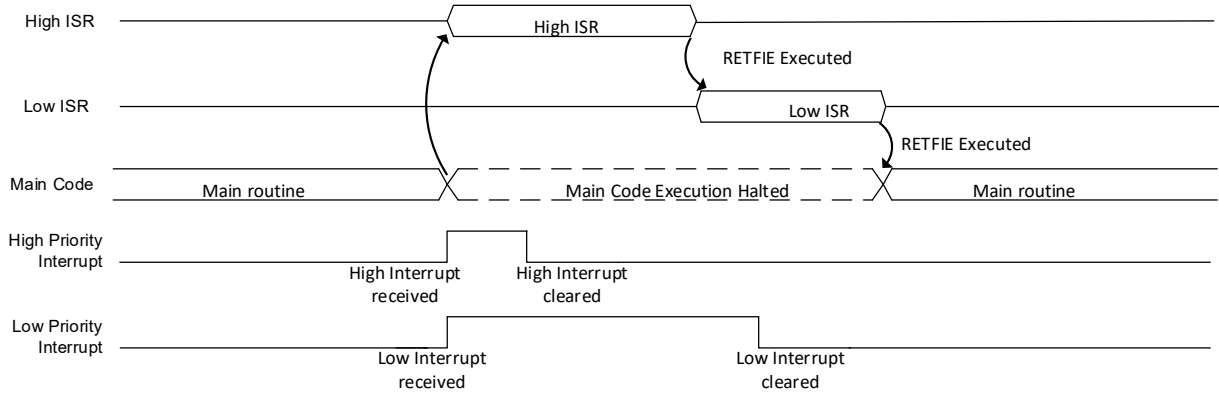 High ISR
High ISR
RETFIE Executed
Low ISR
Low ISR
RETFIE Executed
Main Code
Main routine
Main Code Execution Halted
Main routine
High Priority
Interrupt
High Interrupt
received
High Interrupt
cleared
Low Priority
Interrupt
Low Interrupt
received
Low Interrupt
cleared